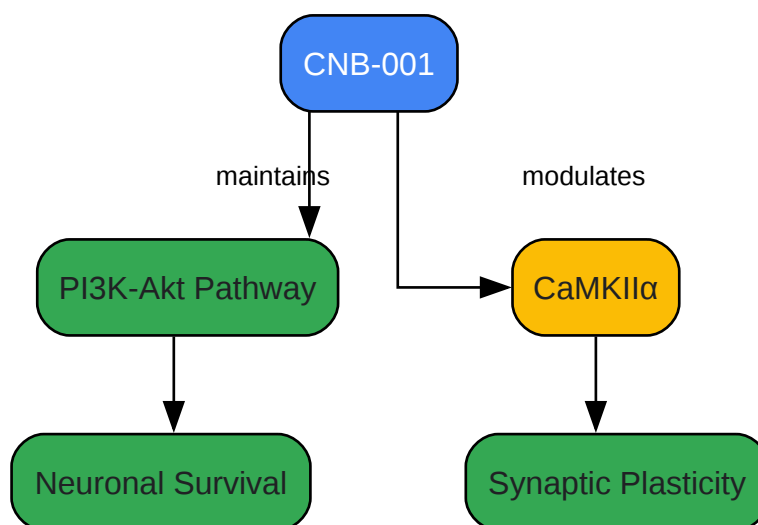 CNB-001
maintains
modulates
PI3K-Akt Pathway
CaMKIIα
Neuronal Survival
Synaptic Plasticity